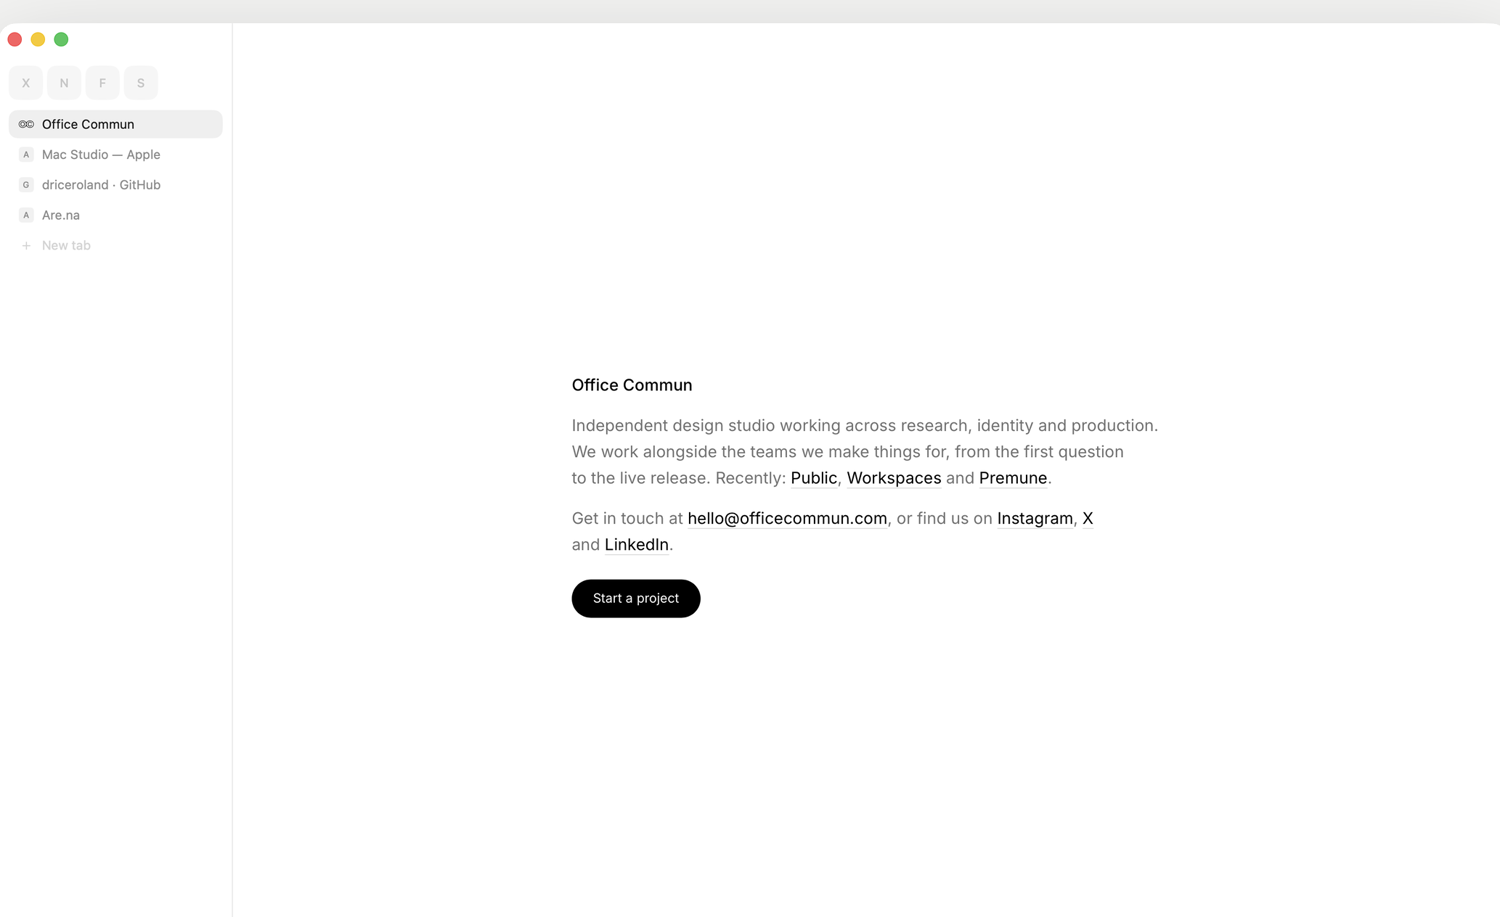 X N F S
Office Commun
A Mac Studio — Apple
G driceroland · GitHub
A Are.na
+ New tab
Office Commun
Independent design studio working across research, identity and production.
We work alongside the teams we make things for, from the first question
to the live release. Recently: Public, Workspaces and Premune.
Get in touch at hello@officecommun.com, or find us on Instagram, X
and LinkedIn.
Start a project